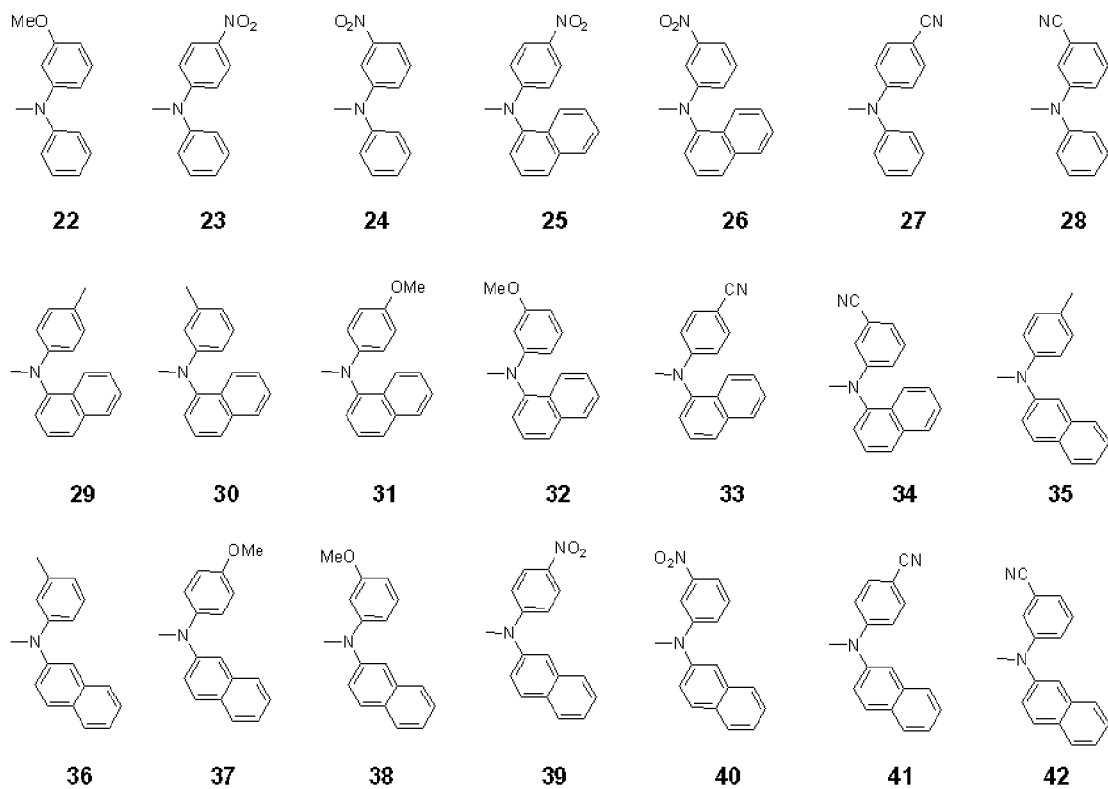 MeO NO2 O2N NO2 O2N CN NC
N N N N N N N
22 23 24 25 26 27 28
OMe MeO CN NC
N N N N N N N
29 30 31 32 33 34 35
OMe MeO NO2 O2N CN NC
N N N N N N N
36 37 38 39 40 41 42